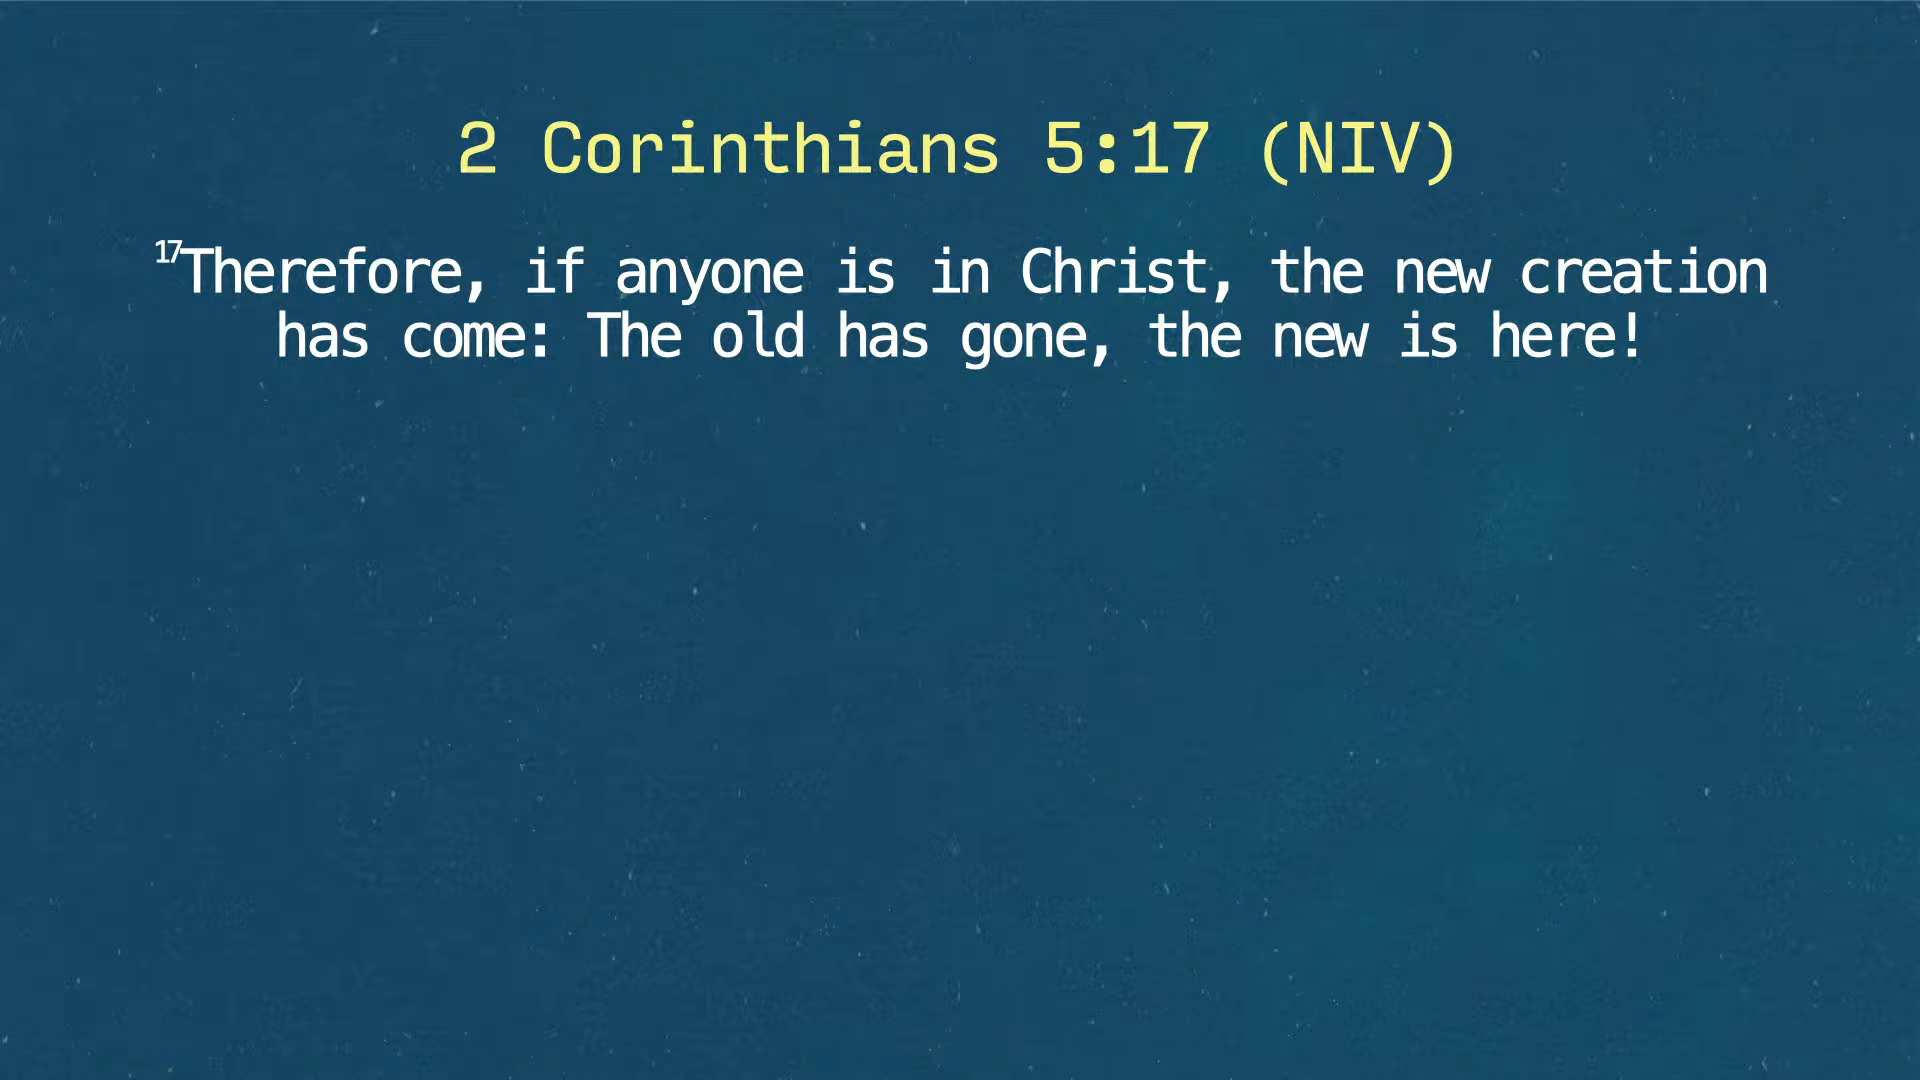 2 Corinthians 5:17 (NIV)
17Therefore, if anyone is in Christ, the new creation
has come: The old has gone, the new is here!